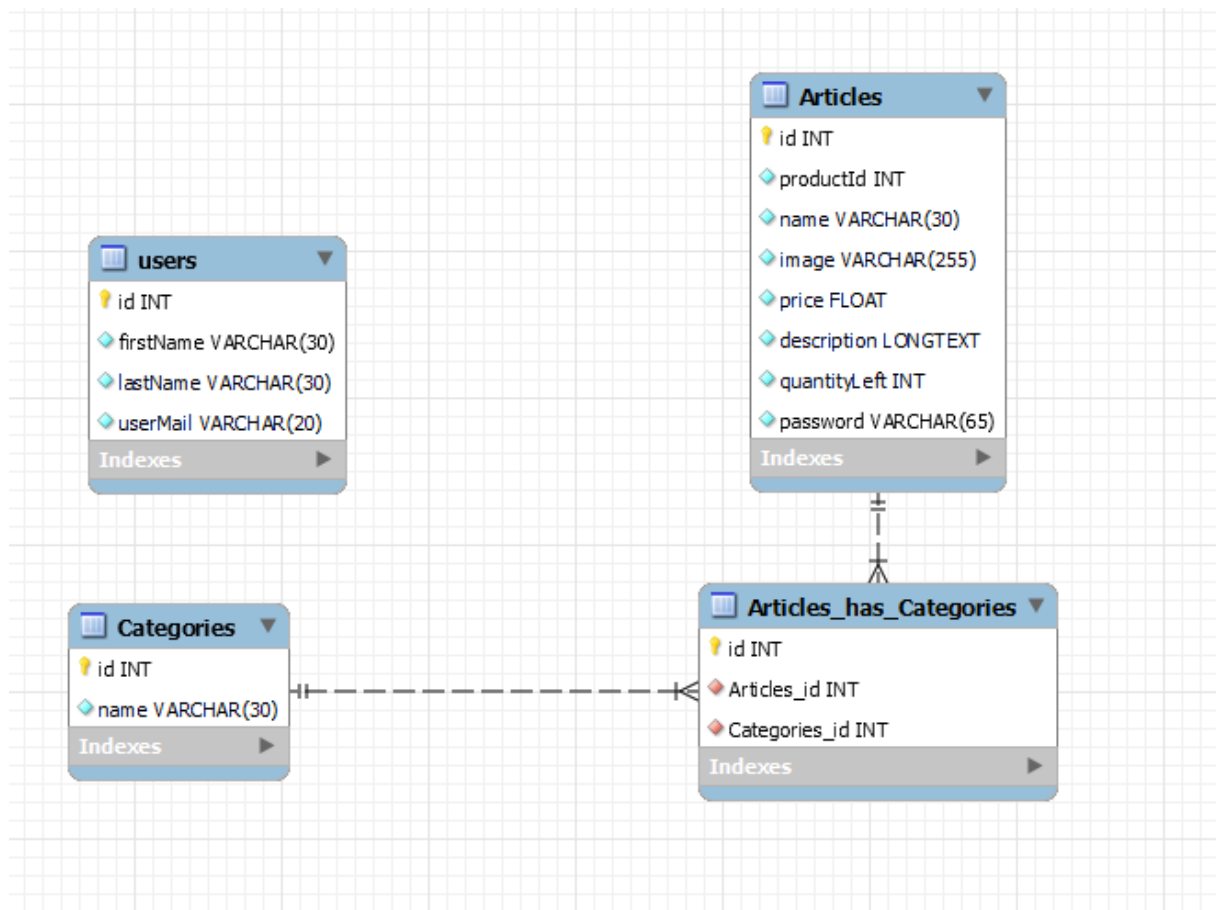 users
id INT
firstName VARCHAR(30)
lastName VARCHAR(30)
userMail VARCHAR(20)
Indexes
Articles
id INT
productId INT
name VARCHAR(30)
image VARCHAR(255)
price FLOAT
description LONGTEXT
quantityLeft INT
password VARCHAR(65)
Indexes
Categories
id INT
name VARCHAR(30)
Indexes
Articles_has_Categories
id INT
Articles_id INT
Categories_id INT
Indexes